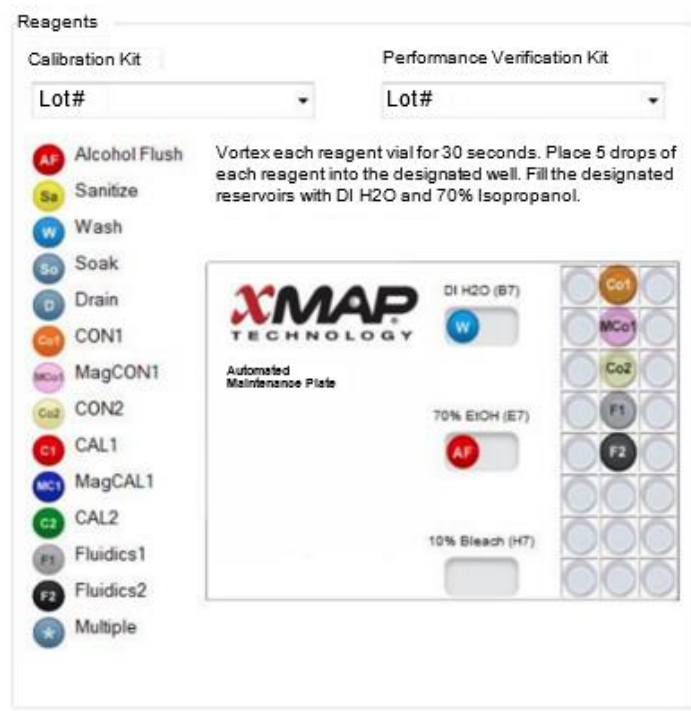 Reagents
Calibration Kit
Performance Verification Kit
Lot#
Lot#
AF Alcohol Flush
Sa Sanitize
W Wash
So Soak
D Drain
Co1 CON1
MCo1 MagCON1
Co2 CON2
C1 CAL1
MC1 MagCAL1
C2 CAL2
F1 Fluidics1
F2 Fluidics2
* Multiple
Vortex each reagent vial for 30 seconds. Place 5 drops of
each reagent into the designated well. Fill the designated
reservoirs with DI H2O and 70% Isopropanol.
xMAP
TECHNOLOGY
Automated
Maintenance Plate
DI H2O (B7)
W
70% EtOH (E7)
AF
10% Bleach (H7)
Co1
MCo1
Co2
F1
F2